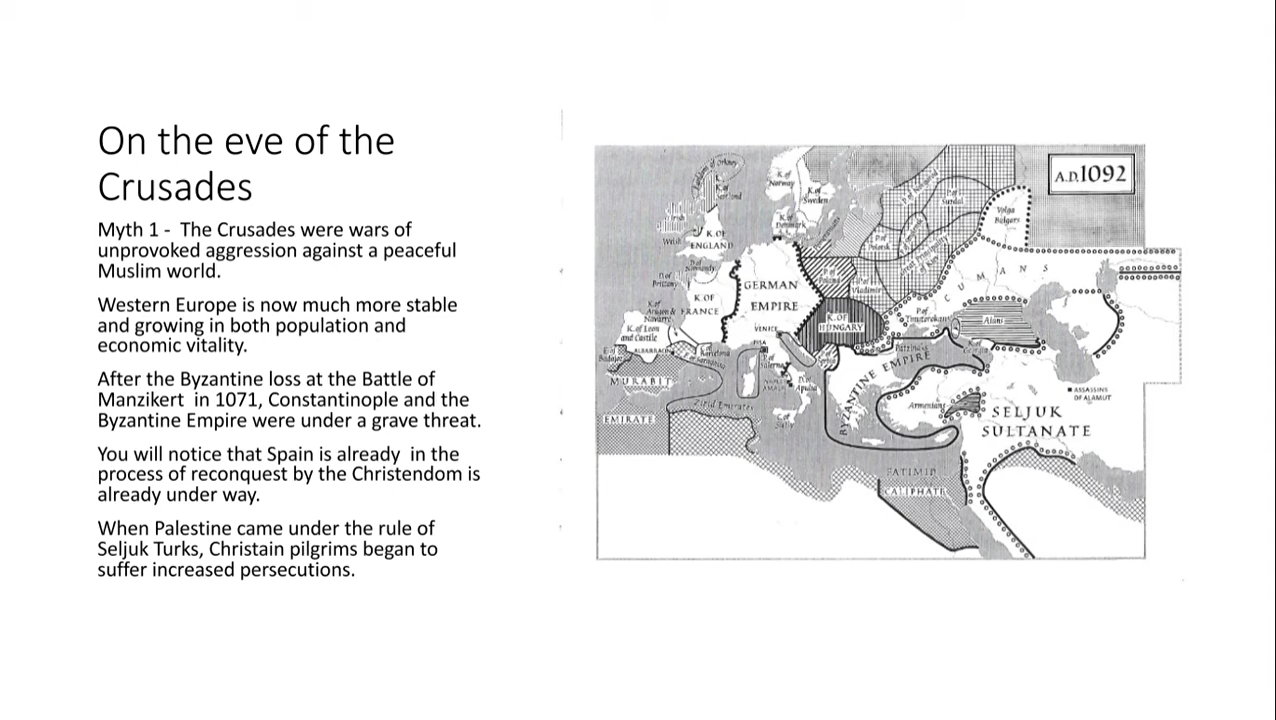 On the eve of the
Crusades
Myth 1 - The Crusades were wars of
unprovoked aggression against a peaceful
Muslim world.
Western Europe is now much more stable
and growing in both population and
economic vitality.
After the Byzantine loss at the Battle of
Manzikert in 1071, Constantinople and the
Byzantine Empire were under a grave threat.
You will notice that Spain is already in the
process of reconquest by the Christendom is
already under way.
When Palestine came under the rule of
Seljuk Turks, Christain pilgrims began to
suffer increased persecutions.
A.D.1092
K. of
Norway
K. of
Sweden
K. of
Denmark
Volga
Bulgars
Welsh
K. OF
ENGLAND
Brittany
K. OF
FRANCE
GERMAN
EMPIRE
VENICE
K. OF
HUNGARY
CUMANS
Alans
K. of Leon
and Castile
PISA
MURABIT
EMIRATE
Zirid Emirates
Sicily
BYZANTINE EMPIRE
Armenians
SELJUK
SULTANATE
ASSASSINS
OF ALAMUT
FATIMID
CALIPHATE